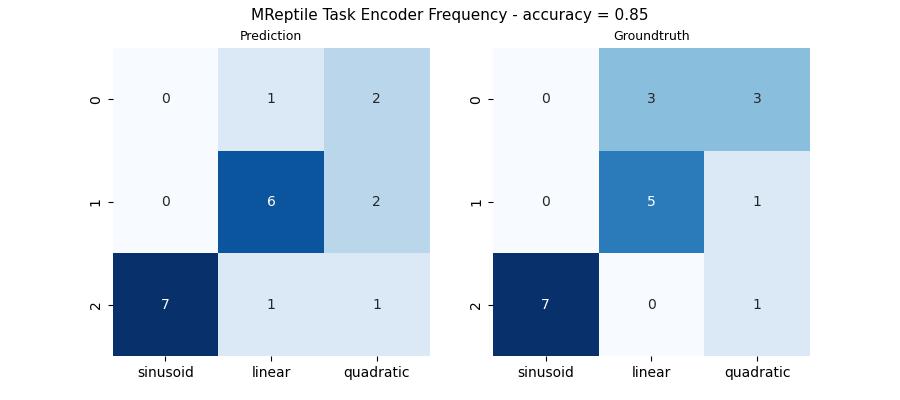 MReptile Task Encoder Frequency - accuracy = 0.85
Prediction
Groundtruth
0
0 1 2
1
0 6 2
2
7 1 1
sinusoid linear quadratic
0
0 3 3
1
0 5 1
2
7 0 1
sinusoid linear quadratic